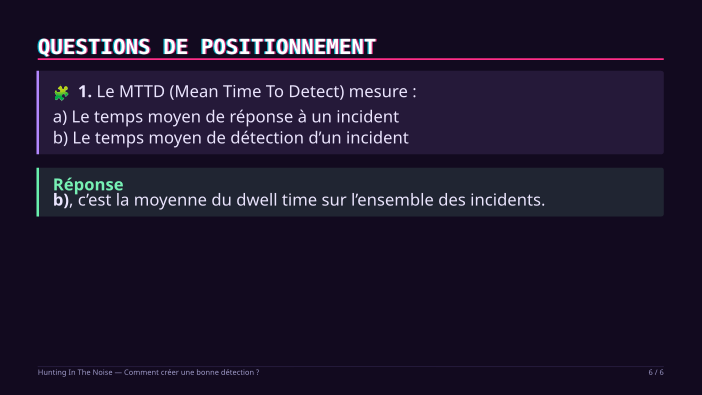 QUESTIONS DE POSITIONNEMENT
🧩 1. Le MTTD (Mean Time To Detect) mesure :
a) Le temps moyen de réponse à un incident
b) Le temps moyen de détection d’un incident
Réponse
b), c’est la moyenne du dwell time sur l’ensemble des incidents.
Hunting In The Noise — Comment créer une bonne détection ?
6 / 6